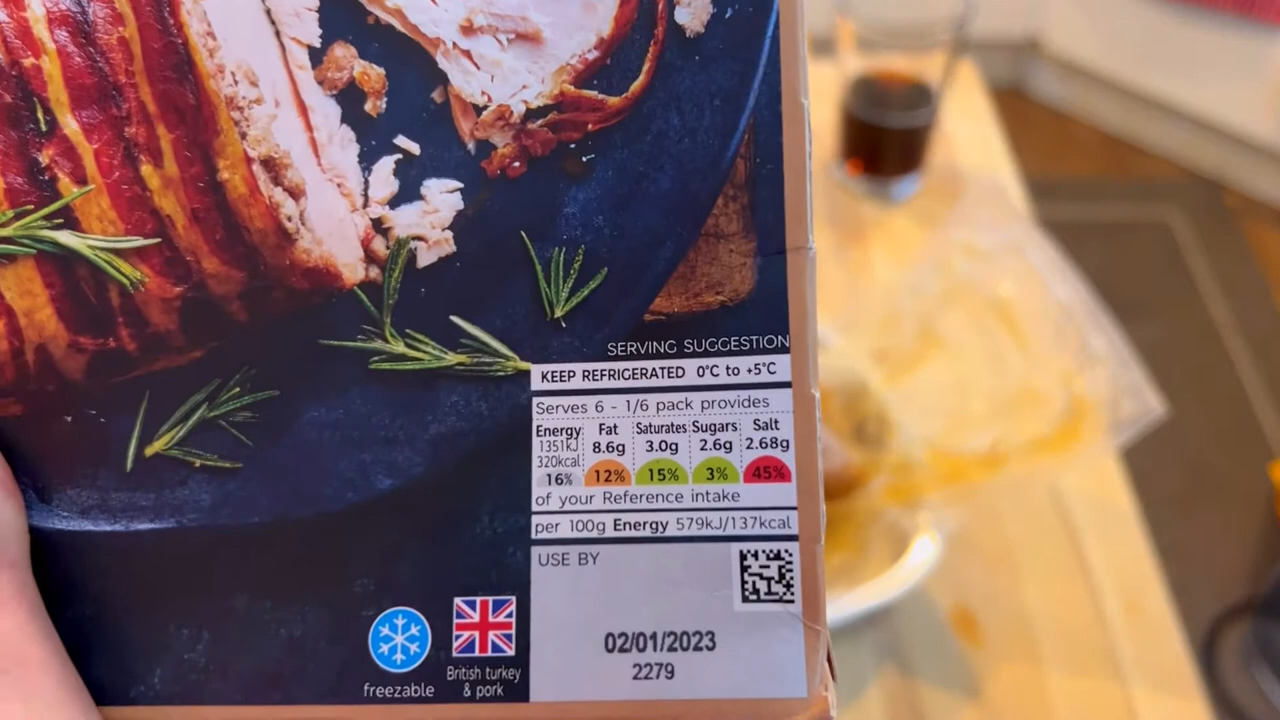 SERVING SUGGESTION
KEEP REFRIGERATED 0°C to +5°C
Serves 6 - 1/6 pack provides
Energy Fat Saturates Sugars Salt
1351kJ 8.6g 3.0g 2.6g 2.68g
320kcal
16% 12% 15% 3% 45%
of your Reference intake
per 100g Energy 579kJ/137kcal
USE BY
02/01/2023
2279
freezable
British turkey
& pork